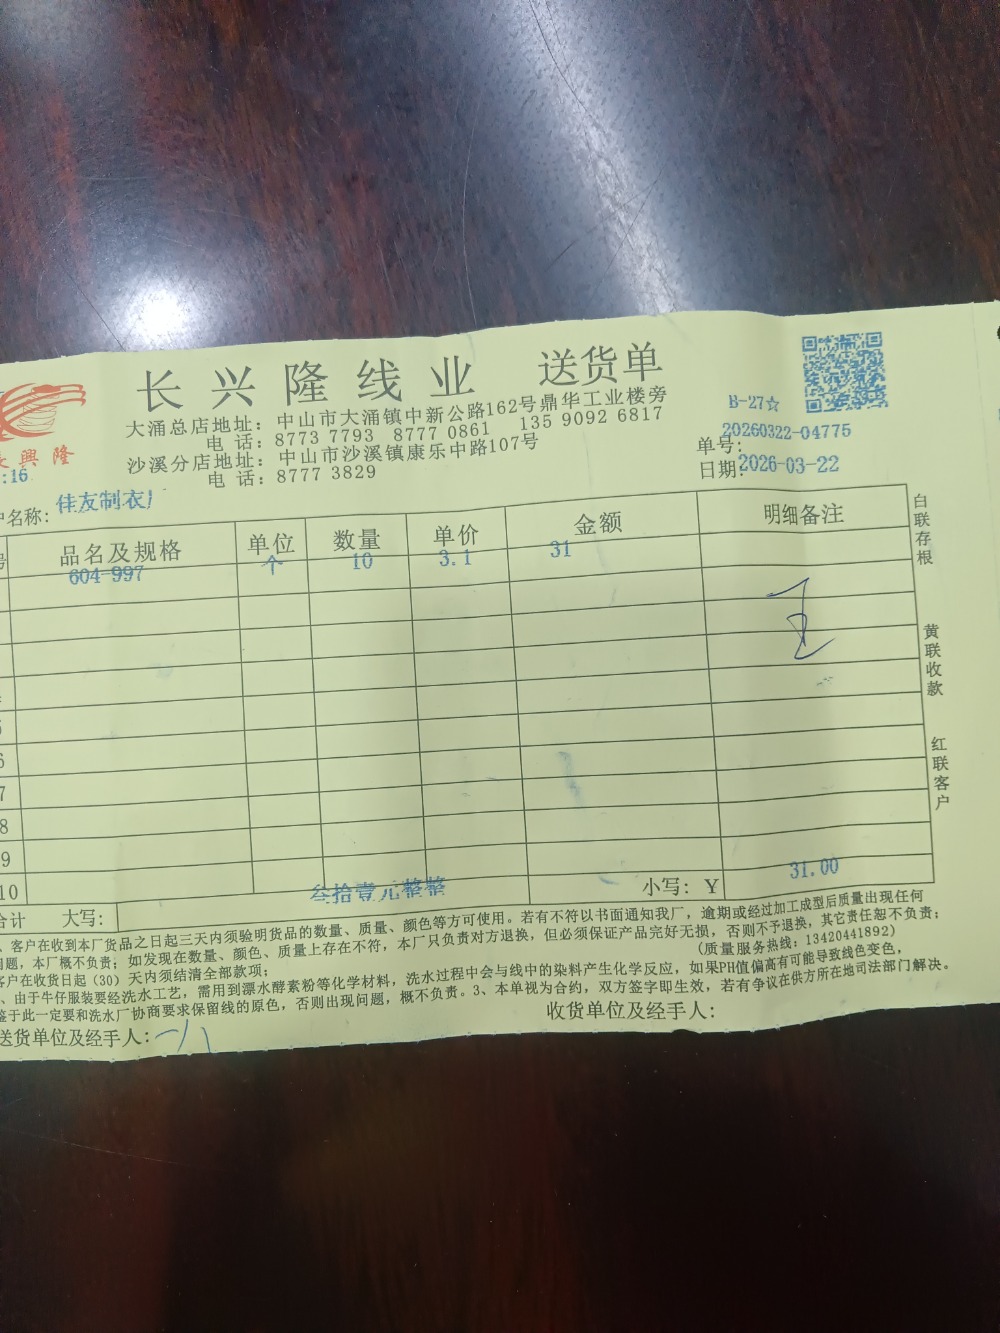 长兴隆线业 送货单
大涌总店地址：中山市大涌镇中新公路162号鼎华工业楼旁
电话：8773 7793 8777 0861 135 9092 6817
沙溪分店地址：中山市沙溪镇康乐中路107号
电话：8777 3829
興隆
:16
B-27☆
单号：20260322-04775
日期：2026-03-22
户名称：佳友制衣厂
品名及规格 单位 数量 单价 金额 明细备注
604-997 个 10 3.1 31
6
7
8
9
10
合计 大写：叁拾壹元整整 小写：Y 31.00
白联存根
黄联收款
红联客户
、客户在收到本厂货品之日起三天内须验明货品的数量、质量、颜色等方可使用。若有不符以书面通知我厂，逾期或经过加工成型后质量出现任何
问题，本厂概不负责；如发现在数量、颜色、质量上存在不符，本厂只负责对方退换，但必须保证产品完好无损，否则不予退换，其它责任恕不负责；
客户在收货日起（30）天内须结清全部款项； （质量服务热线：13420441892）
、由于牛仔服装要经洗水工艺，需用到漂水酵素粉等化学材料，洗水过程中会与线中的染料产生化学反应，如果PH值偏高有可能导致线色变色，
鉴于此一定要和洗水厂协商要求保留线的原色，否则出现问题，概不负责。3、本单视为合约，双方签字即生效，若有争议在供方所在地司法部门解决。
送货单位及经手人： 收货单位及经手人：